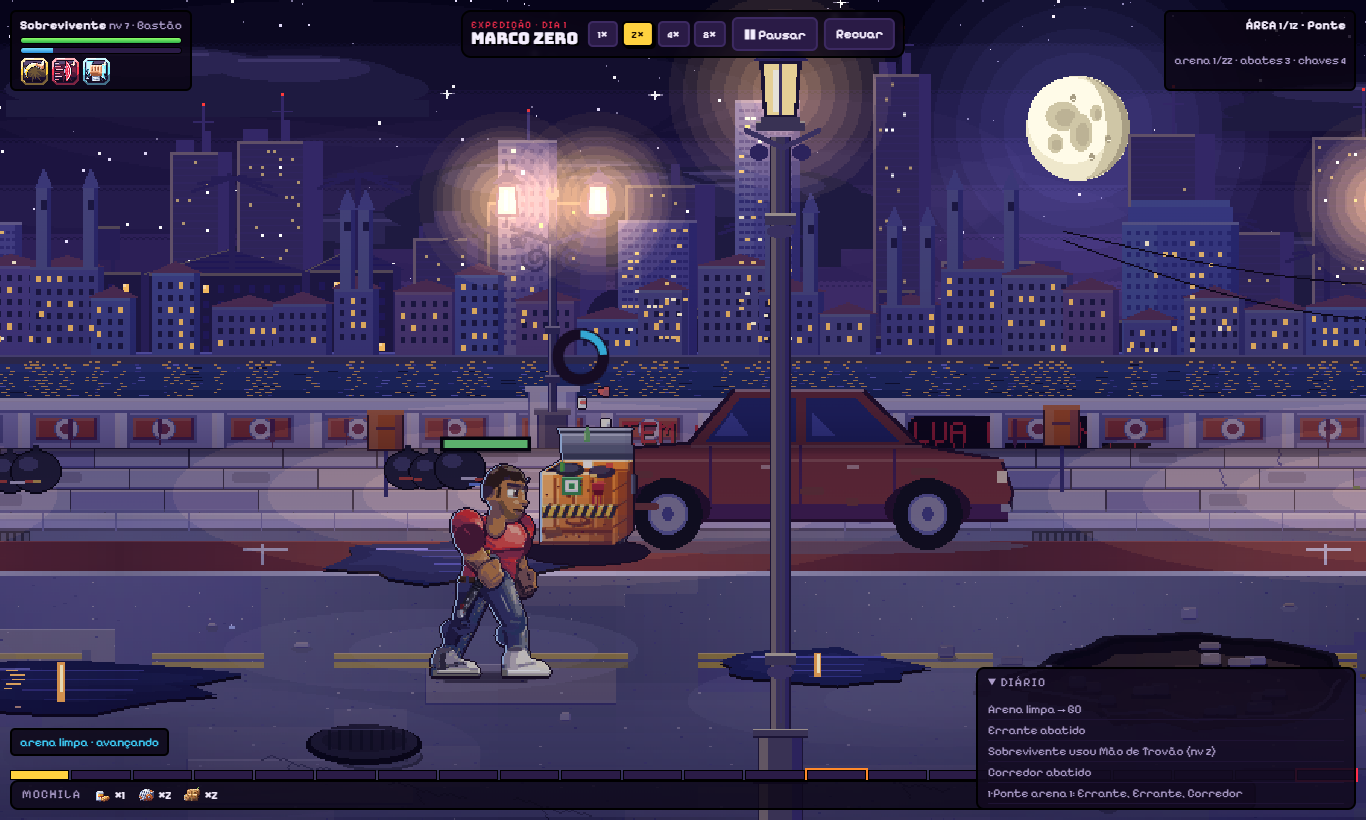 Sobrevivente nv 7 · Bastão
EXPEDIÇÃO · DIA 1
MARCO ZERO
1×
2×
4×
8×
Pausar
Recuar
ÁREA 1/12 · Ponte
arena 1/22 · abates 3 · chaves 4
LUA
arena limpa · avançando
MOCHILA
×1
×2
×2
▼ DIÁRIO
Arena limpa → GO
Errante abatido
Sobrevivente usou Mão de Trovão (nv 2)
Corredor abatido
1·Ponte arena 1: Errante, Errante, Corredor